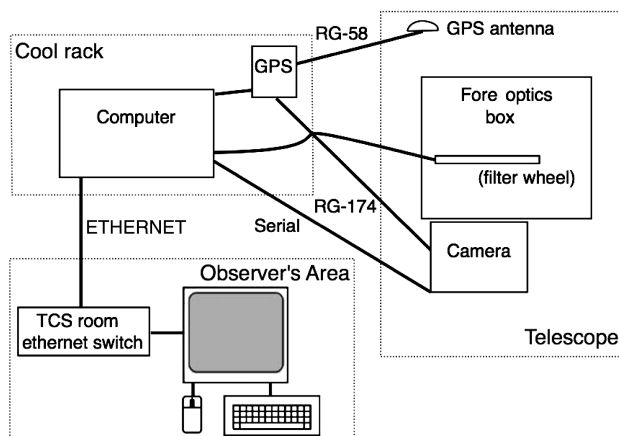 RG-58
GPS antenna
Cool rack
GPS
Computer
Fore optics
box
(filter wheel)
RG-174
ETHERNET
Serial
Camera
Observer's Area
TCS room
ethernet switch
Telescope